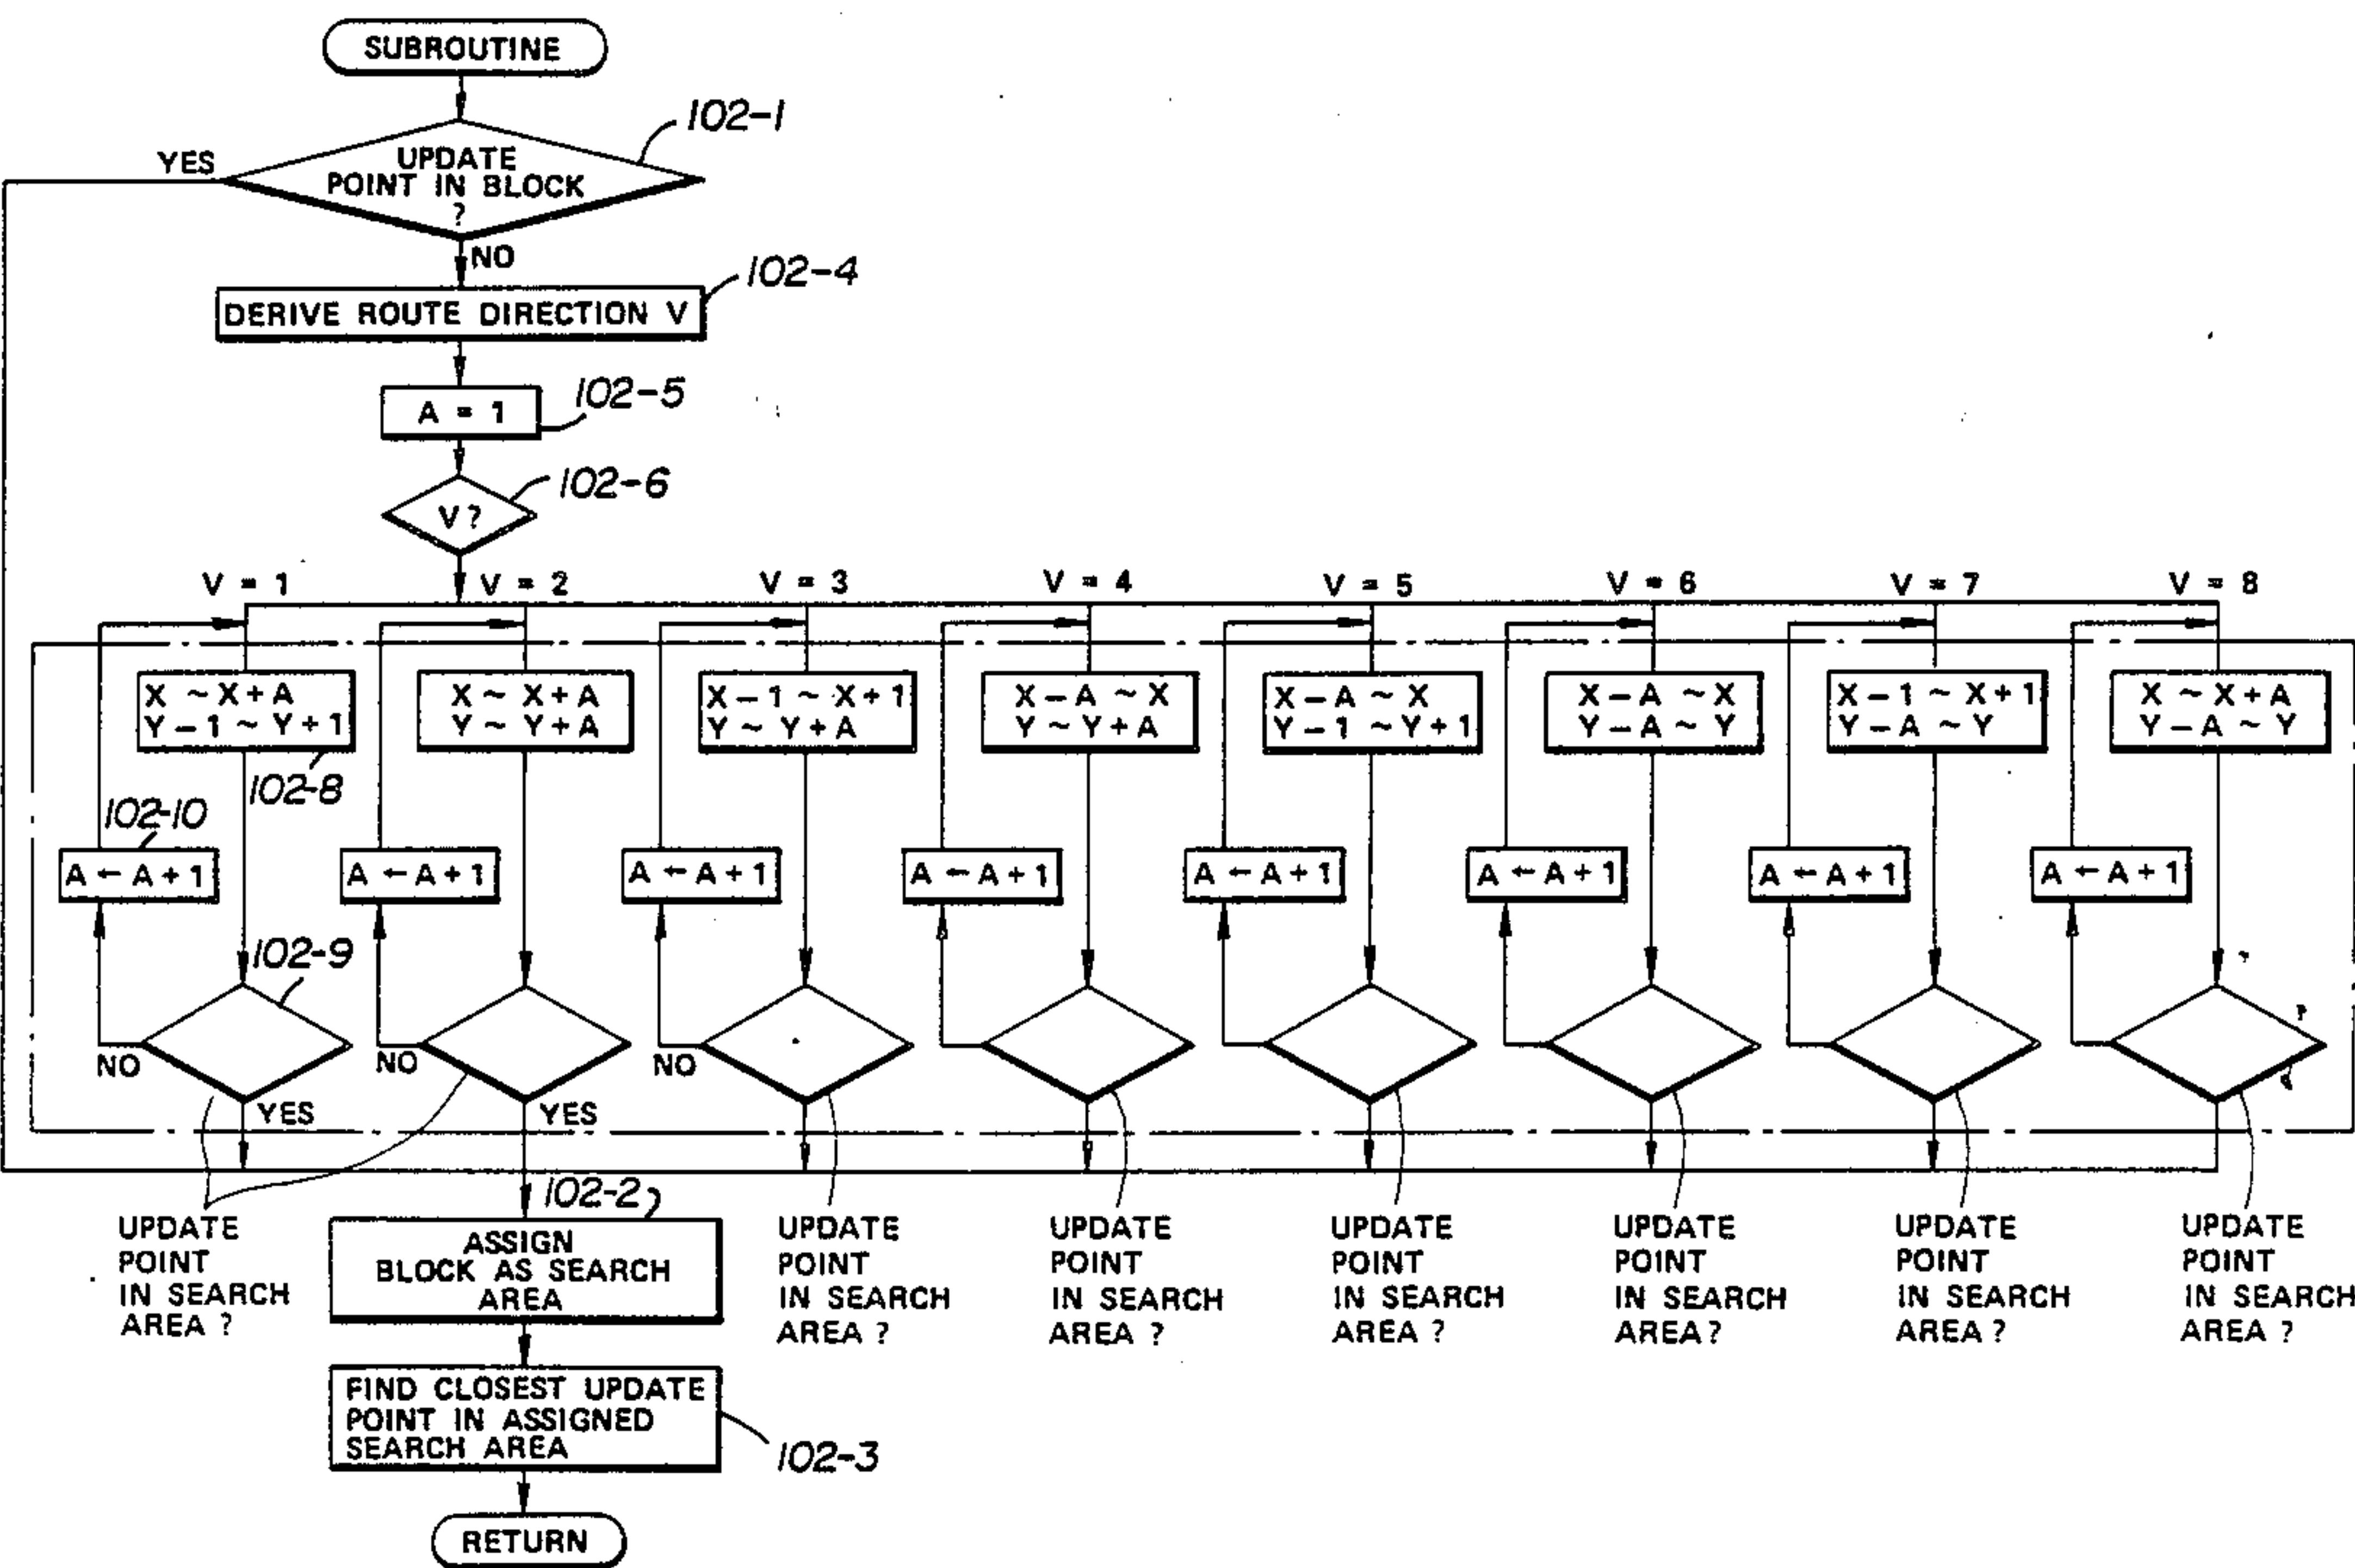 SUBROUTINE
102-1
YES
UPDATE
POINT IN BLOCK
?
NO
102-4
DERIVE ROUTE DIRECTION V
A = 1
102-5
102-6
V?
V = 1
V = 2
V = 3
V = 4
V = 5
V = 6
V = 7
V = 8
X ~ X+A
Y-1 ~ Y+1
X ~ X+A
Y ~ Y+A
X-1 ~ X+1
Y ~ Y+A
X-A ~ X
Y ~ Y+A
X-A ~ X
Y-1 ~ Y+1
X-A ~ X
Y-A ~ Y
X-1 ~ X+1
Y-A ~ Y
X ~ X+A
Y-A ~ Y
102-8
102-10
A ← A+1
A ← A+1
A ← A+1
A ← A+1
A ← A+1
A ← A+1
A ← A+1
A ← A+1
102-9
NO
NO
NO
YES
YES
102-2
UPDATE
POINT
IN SEARCH
AREA ?
ASSIGN
BLOCK AS SEARCH
AREA
UPDATE
POINT
IN SEARCH
AREA ?
UPDATE
POINT
IN SEARCH
AREA ?
UPDATE
POINT
IN SEARCH
AREA ?
UPDATE
POINT
IN SEARCH
AREA?
UPDATE
POINT
IN SEARCH
AREA ?
UPDATE
POINT
IN SEARCH
AREA ?
FIND CLOSEST UPDATE
POINT IN ASSIGNED
SEARCH AREA
102-3
RETURN